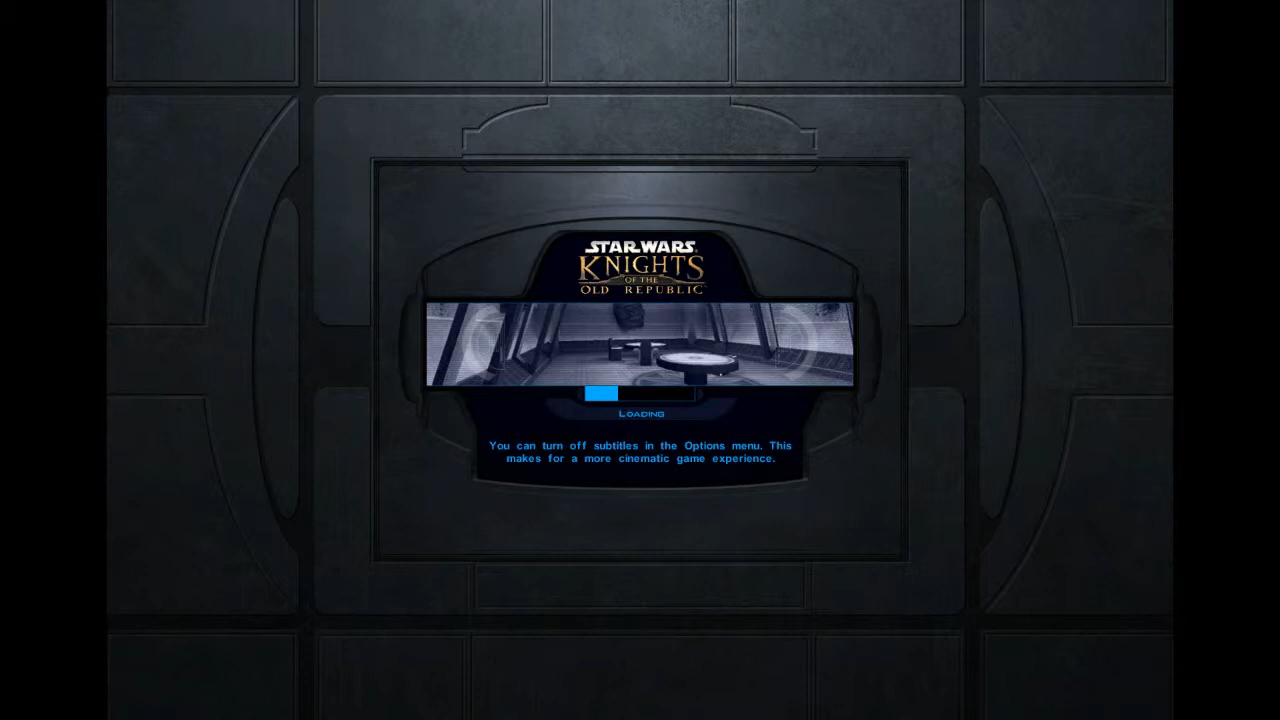 STAR WARS
KNIGHTS
OF THE
OLD REPUBLIC
LOADING
You can turn off subtitles in the Options menu. This
makes for a more cinematic game experience.